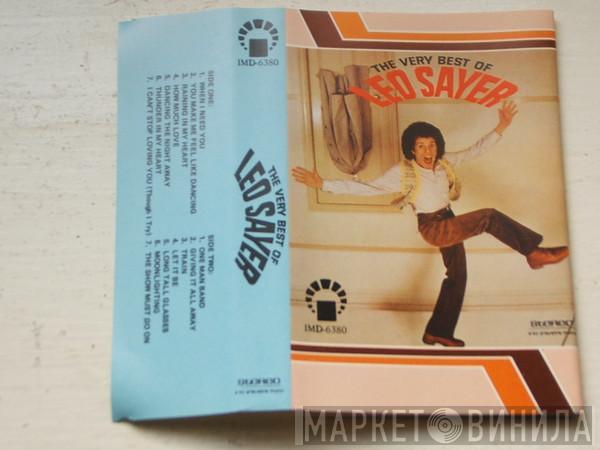 IMD-6380
SIDE ONE:
1. WHEN I NEED YOU
2. YOU MAKE ME FEEL LIKE DANCING
3. RAINING IN MY HEART
4. HOW MUCH LOVE
5. DANCING THE NIGHT AWAY
6. THUNDER IN MY HEART
7. I CAN'T STOP LOVING YOU (Though I Try)
THE VERY BEST OF
LEO SAYER
SIDE TWO:
1. ONE MAN BAND
2. GIVING IT ALL AWAY
3. TRAIN
4. LET IT BE
5. LONG TALL GLASSES
6. MOONLIGHTING
7. THE SHOW MUST GO ON
STEREO
THE VERY BEST OF
LEO SAYER
IMD-6380
STEREO
МАРКЕТ ВИНИЛА